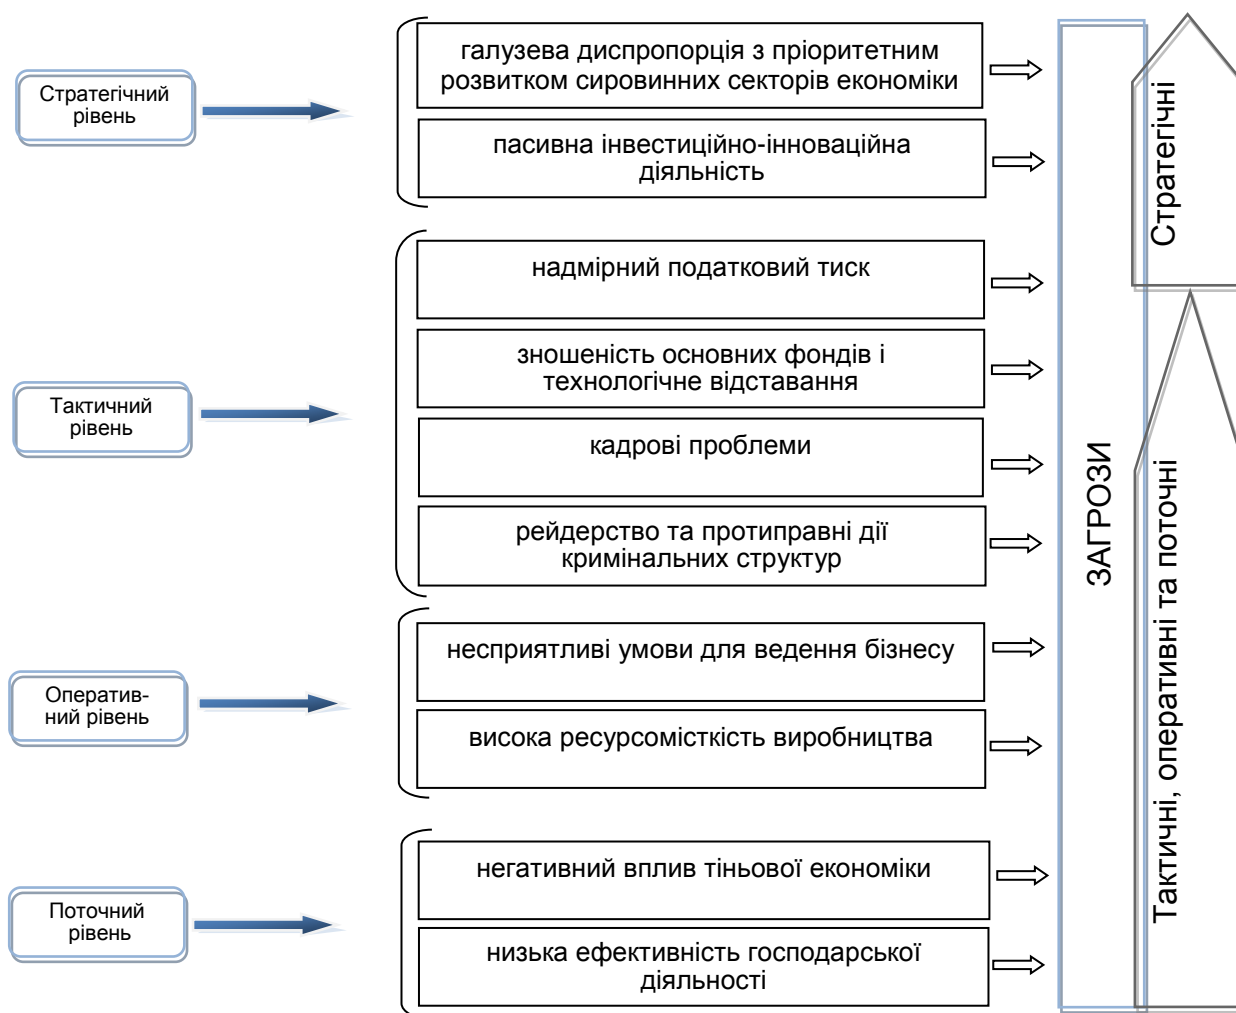 Стратегічний
рівень
галузева диспропорція з пріоритетним
розвитком сировинних секторів економіки
пасивна інвестиційно-інноваційна
діяльність
Тактичний
рівень
надмірний податковий тиск
зношеність основних фондів і
технологічне відставання
кадрові проблеми
рейдерство та протиправні дії
кримінальних структур
Оператив-
ний рівень
несприятливі умови для ведення бізнесу
висока ресурсомісткість виробництва
Поточний
рівень
негативний вплив тіньової економіки
низька ефективність господарської
діяльності
ЗАГРОЗИ
Стратегічні
Тактичні, оперативні та поточні